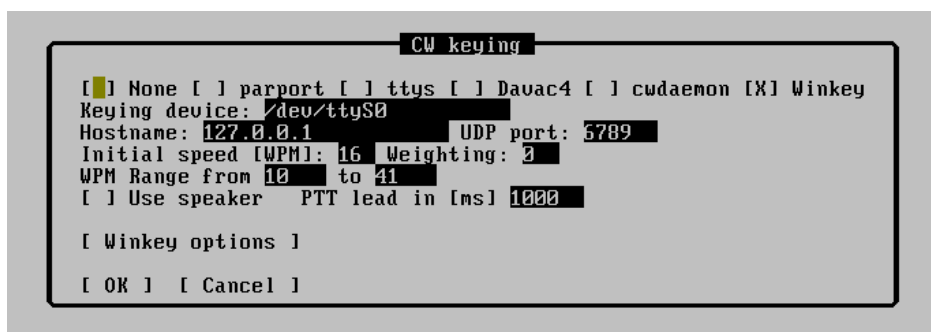 CW keying
[ ] None [ ] parport [ ] ttys [ ] Davac4 [ ] cwdaemon [X] Winkey
Keying device: /dev/ttyS0
Hostname: 127.0.0.1 UDP port: 6789
Initial speed [WPM]: 16 Weighting: 0
WPM Range from 10 to 41
[ ] Use speaker PTT lead in [ms] 1000
[ Winkey options ]
[ OK ] [ Cancel ]